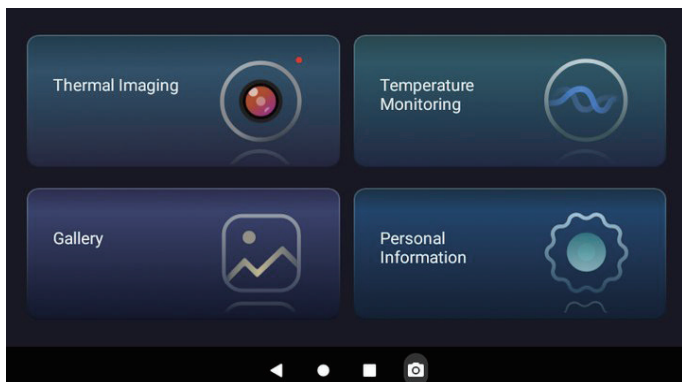 Thermal Imaging
Temperature
Monitoring
Gallery
Personal
Information